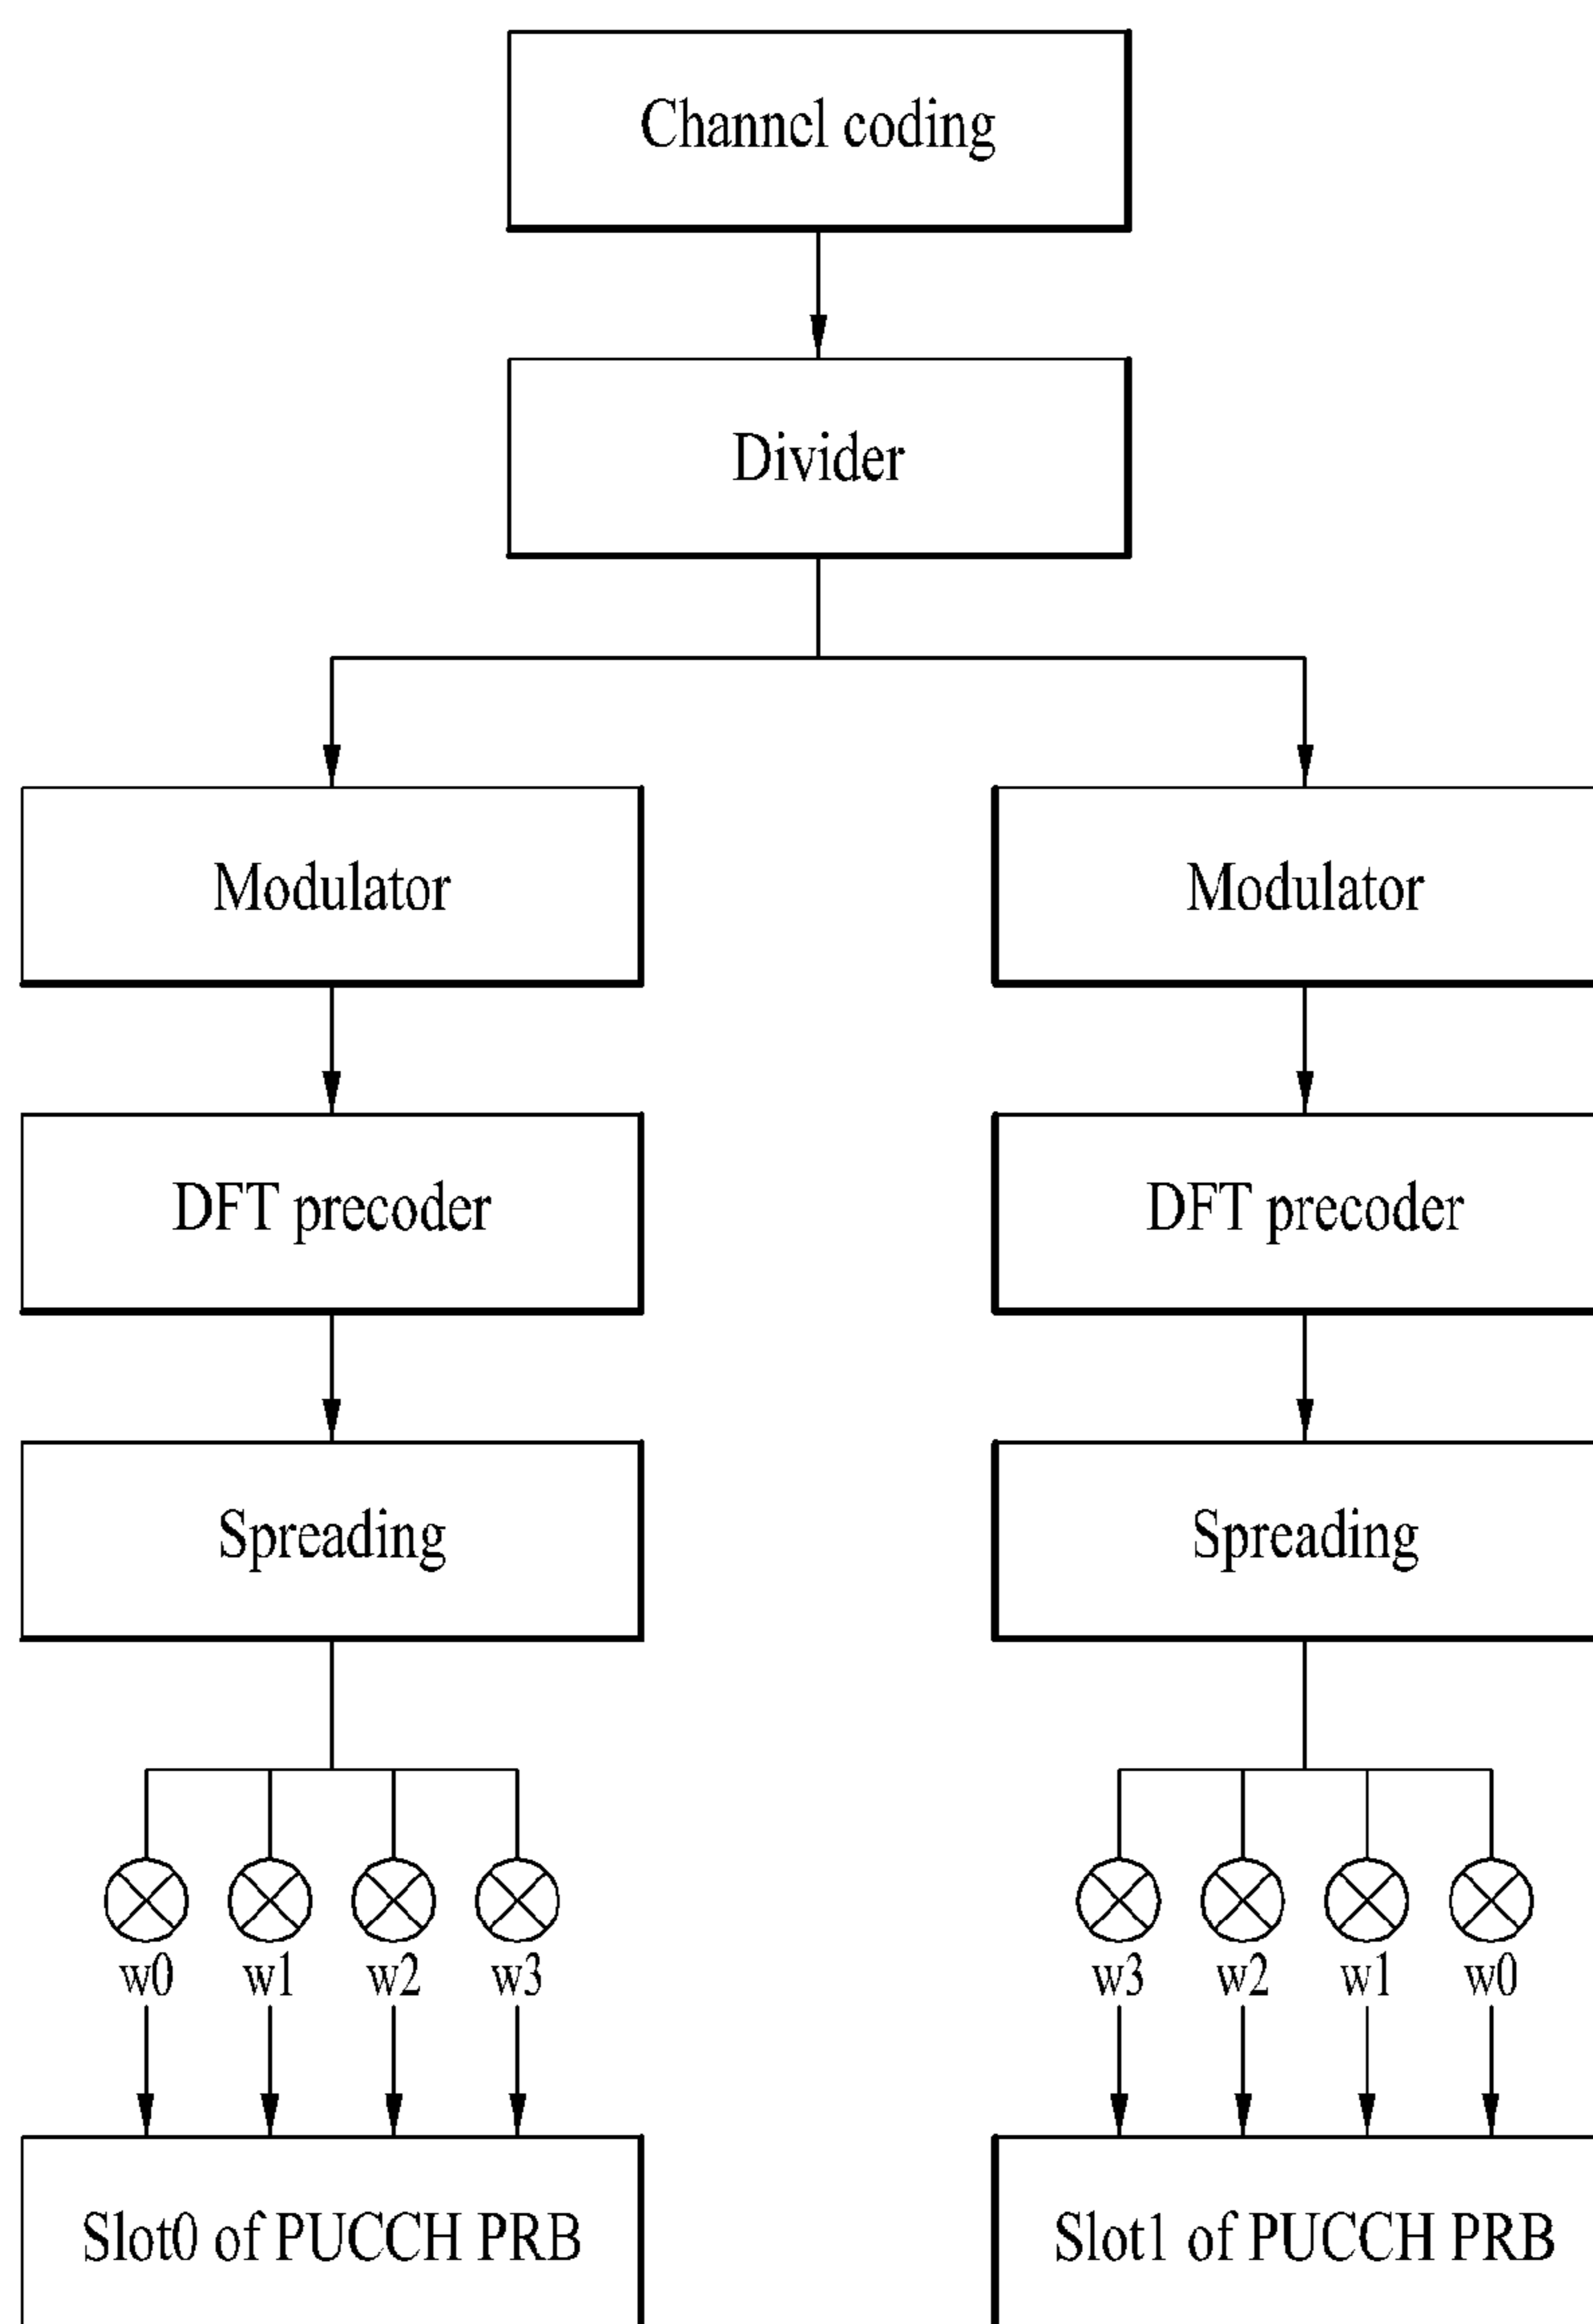 Channel coding
Divider
Modulator
Modulator
DFT precoder
DFT precoder
Spreading
Spreading
w0 w1 w2 w3
w3 w2 w1 w0
Slot0 of PUCCH PRB
Slot1 of PUCCH PRB